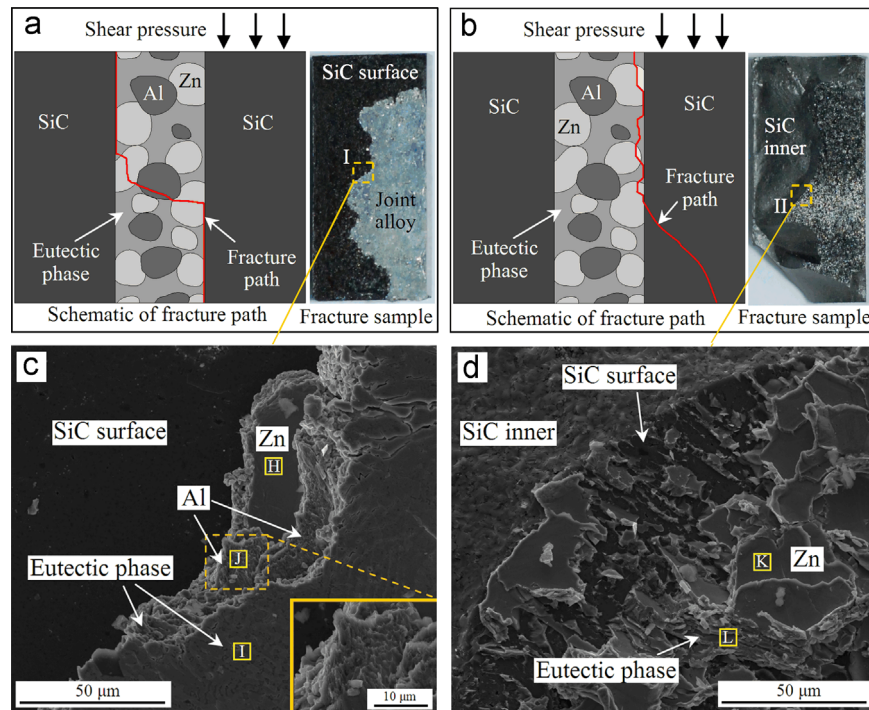 a
Shear pressure
SiC
Al
Zn
SiC
Eutectic
phase
Fracture
path
Schematic of fracture path
SiC surface
I
Joint
alloy
Fracture sample
b
Shear pressure
SiC
Al
Zn
SiC
Fracture
path
Eutectic
phase
Schematic of fracture path
SiC
inner
II
Fracture sample
c
SiC surface
Zn
H
Al
J
Eutectic phase
I
50 μm
10 μm
d
SiC surface
SiC inner
K
Zn
L
Eutectic phase
50 μm